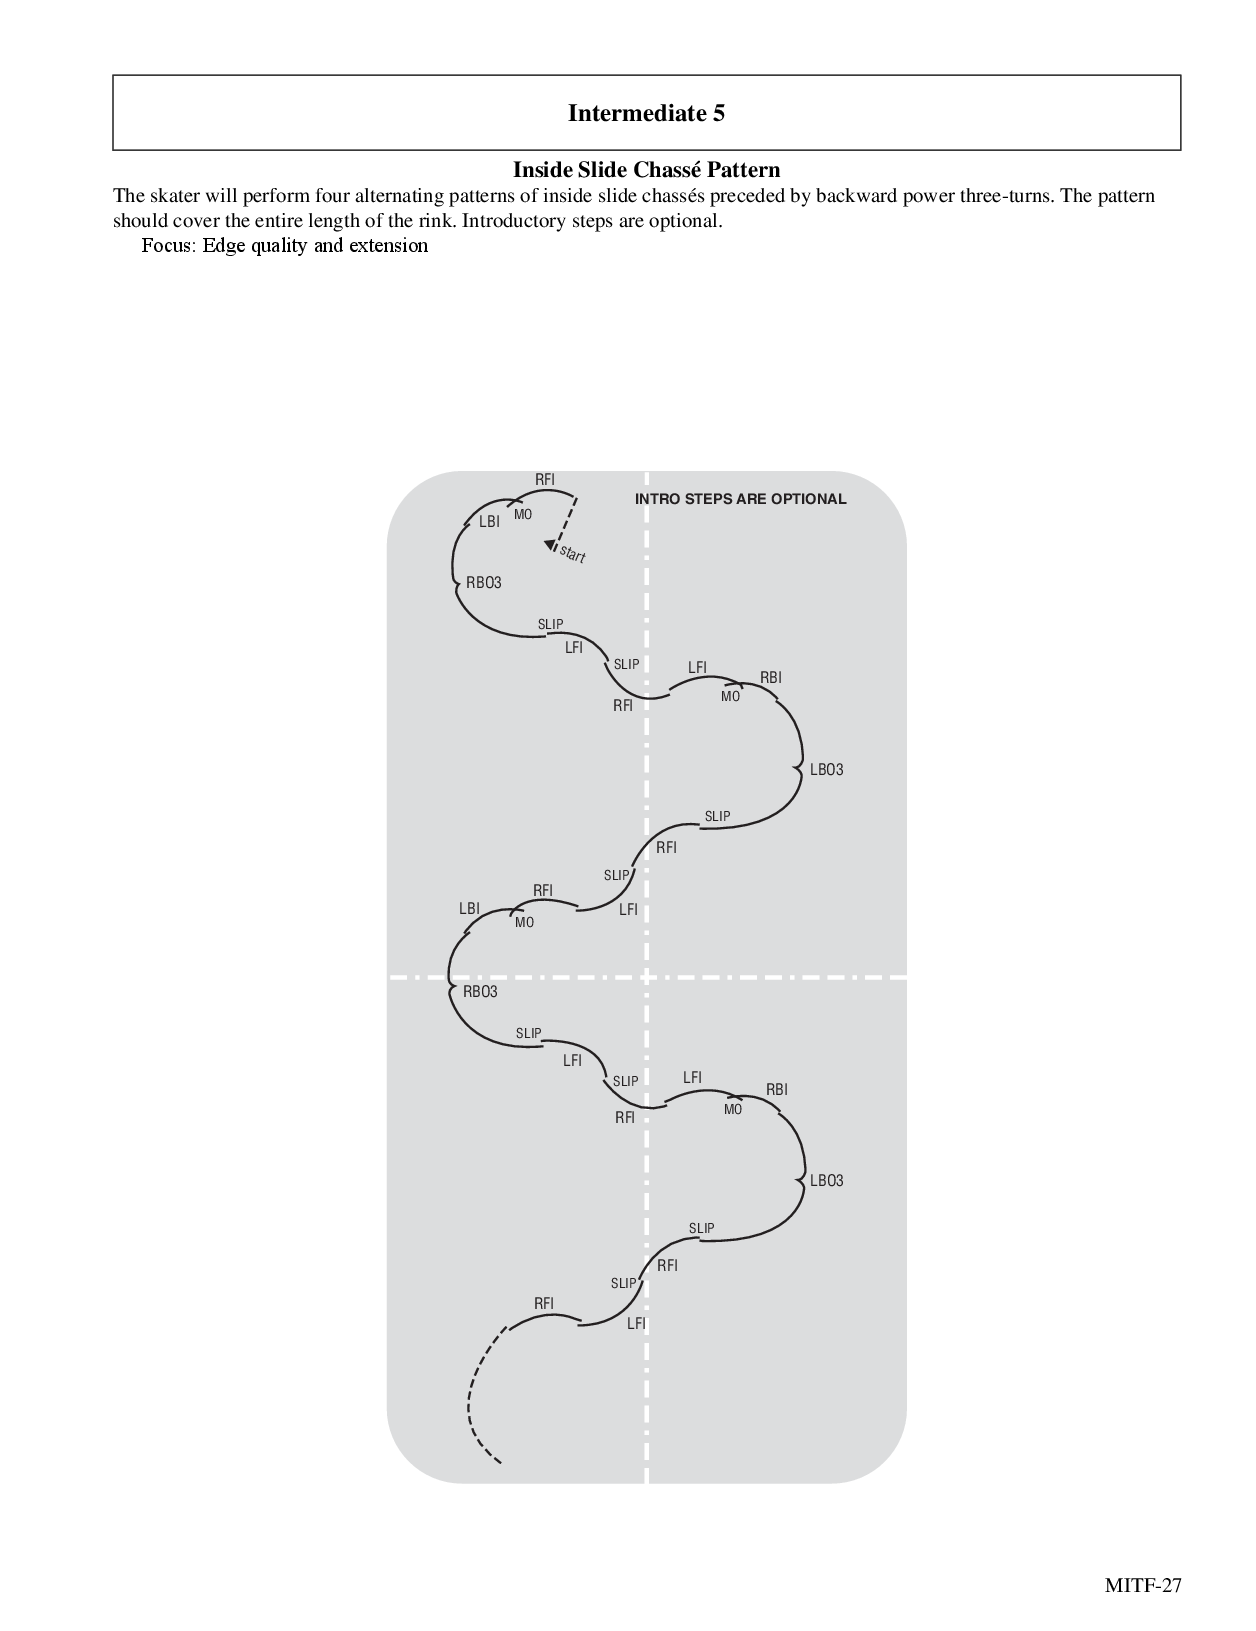 Intermediate 5
Inside Slide Chassé Pattern
The skater will perform four alternating patterns of inside slide chassés preceded by backward power three-turns. The pattern
should cover the entire length of the rink. Introductory steps are optional.
Focus: Edge quality and extension
RFI
INTRO STEPS ARE OPTIONAL
LBI
MO
start
RBO3
SLIP
LFI
SLIP
RFI
LFI
RBI
MO
LBO3
SLIP
RFI
SLIP
LFI
RFI
LBI
MO
RBO3
SLIP
LFI
SLIP
RFI
LFI
RBI
MO
LBO3
SLIP
RFI
SLIP
LFI
RFI
MITF-27